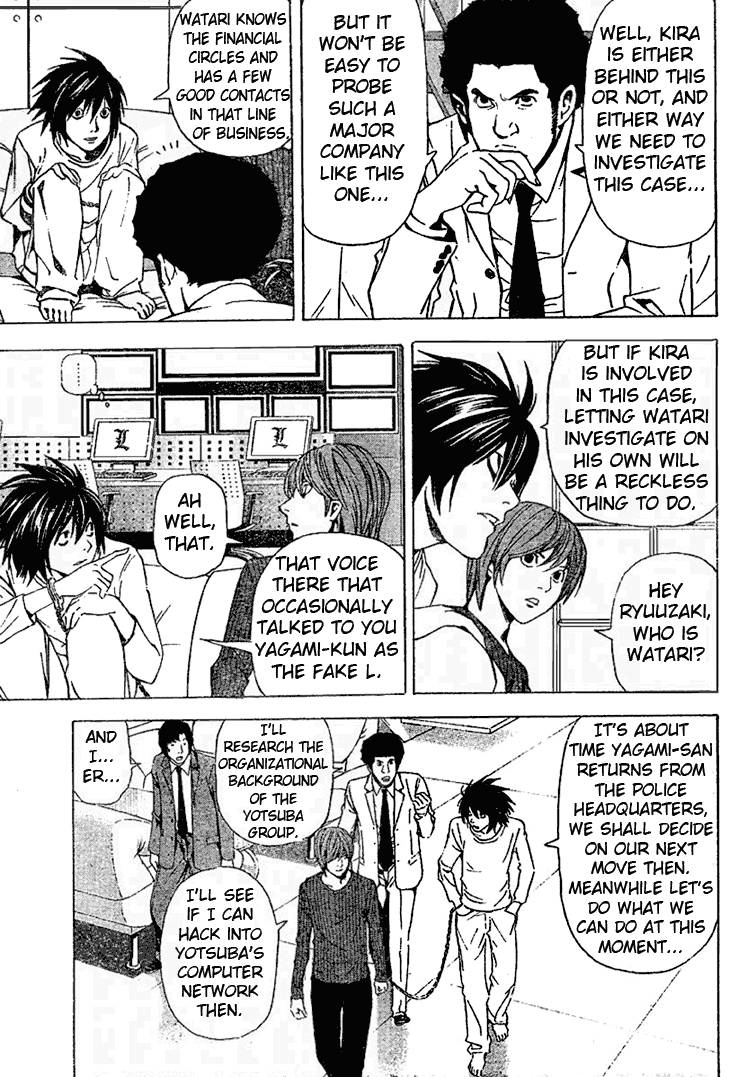 WELL, KIRA
IS EITHER
BEHIND THIS
OR NOT, AND
EITHER WAY
WE NEED TO
INVESTIGATE
THIS CASE...
BUT IT
WON'T BE
EASY TO
PROBE
SUCH A
MAJOR
COMPANY
LIKE THIS
ONE...
WATARI KNOWS
THE FINANCIAL
CIRCLES AND
HAS A FEW
GOOD CONTACTS
IN THAT LINE
OF BUSINESS.
BUT IF KIRA
IS INVOLVED
IN THIS CASE,
LETTING WATARI
INVESTIGATE ON
HIS OWN WILL
BE A RECKLESS
THING TO DO.
HEY
RYUUZAKI,
WHO IS
WATARI?
......
L
L
AH
WELL,
THAT.
THAT VOICE
THERE THAT
OCCASIONALLY
TALKED TO YOU
YAGAMI-KUN AS
THE FAKE L.
IT'S ABOUT
TIME YAGAMI-SAN
RETURNS FROM
THE POLICE
HEADQUARTERS,
WE SHALL DECIDE
ON OUR NEXT
MOVE THEN.
MEANWHILE LET'S
DO WHAT WE
CAN DO AT THIS
MOMENT...
I'LL
RESEARCH THE
ORGANIZATIONAL
BACKGROUND
OF THE
YOTSUBA
GROUP.
I'LL SEE
IF I CAN
HACK INTO
YOTSUBA'S
COMPUTER
NETWORK
THEN.
AND
I...
ER...